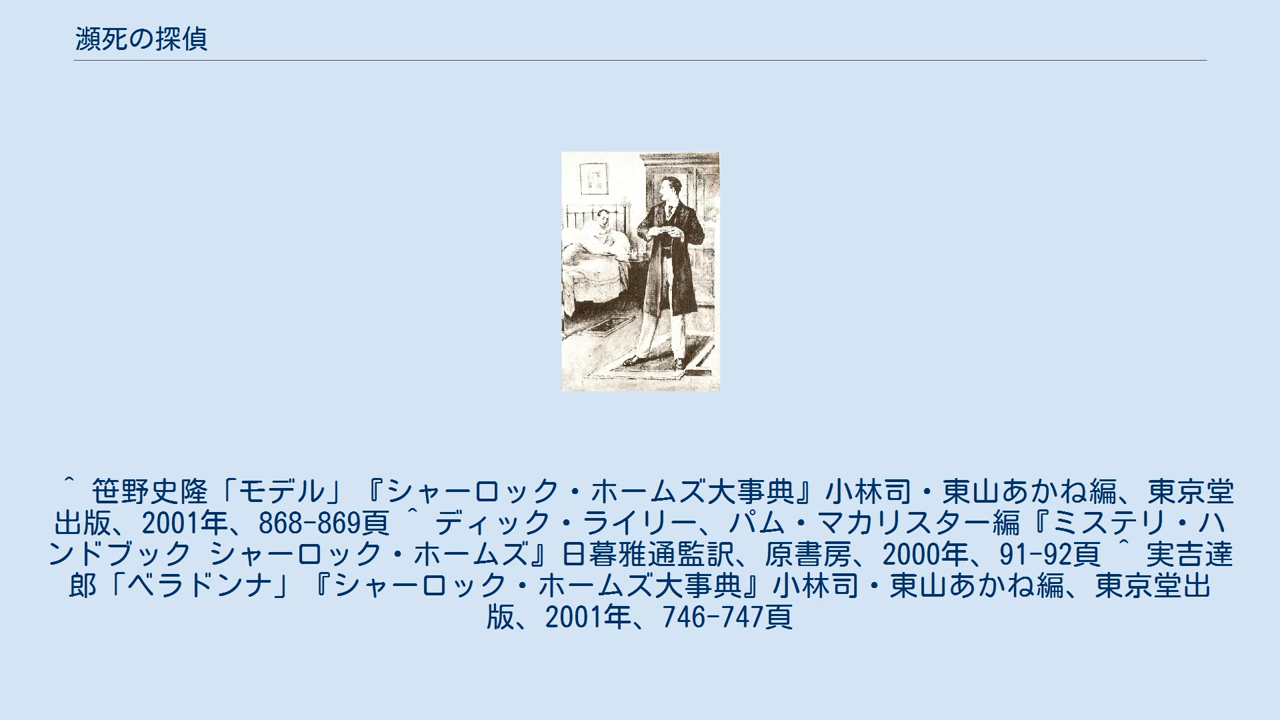 瀕死の探偵
^ 笹野史隆「モデル」『シャーロック・ホームズ大事典』小林司・東山あかね編、東京堂
出版、2001年、868-869頁 ^ ディック・ライリー、パム・マカリスター編『ミステリ・ハ
ンドブック シャーロック・ホームズ』日暮雅通監訳、原書房、2000年、91-92頁 ^ 実吉達
郎「ベラドンナ」『シャーロック・ホームズ大事典』小林司・東山あかね編、東京堂出
版、2001年、746-747頁